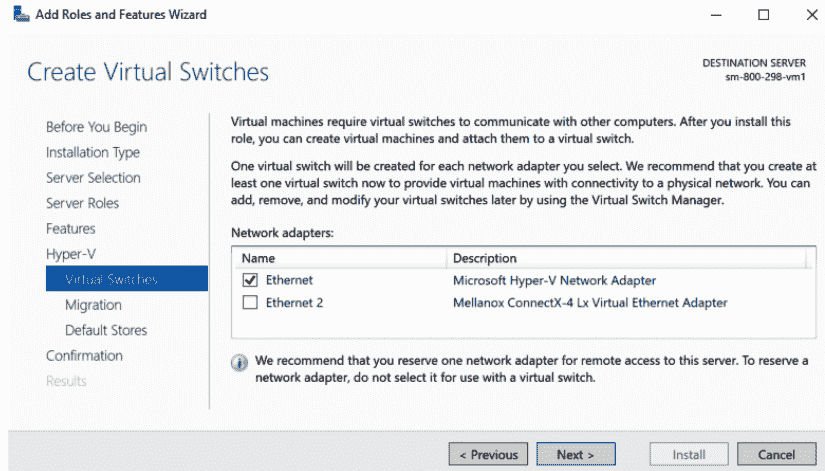 Add Roles and Features Wizard
Create Virtual Switches
DESTINATION SERVER
sm-800-298-vm1
Before You Begin
Installation Type
Server Selection
Server Roles
Features
Hyper-V
Virtual Switches
Migration
Default Stores
Confirmation
Results
Virtual machines require virtual switches to communicate with other computers. After you install this
role, you can create virtual machines and attach them to a virtual switch.
One virtual switch will be created for each network adapter you select. We recommend that you create at
least one virtual switch now to provide virtual machines with connectivity to a physical network. You can
add, remove, and modify your virtual switches later by using the Virtual Switch Manager.
Network adapters:
Name Description
Ethernet Microsoft Hyper-V Network Adapter
Ethernet 2 Mellanox ConnectX-4 Lx Virtual Ethernet Adapter
We recommend that you reserve one network adapter for remote access to this server. To reserve a
network adapter, do not select it for use with a virtual switch.
< Previous Next > Install Cancel